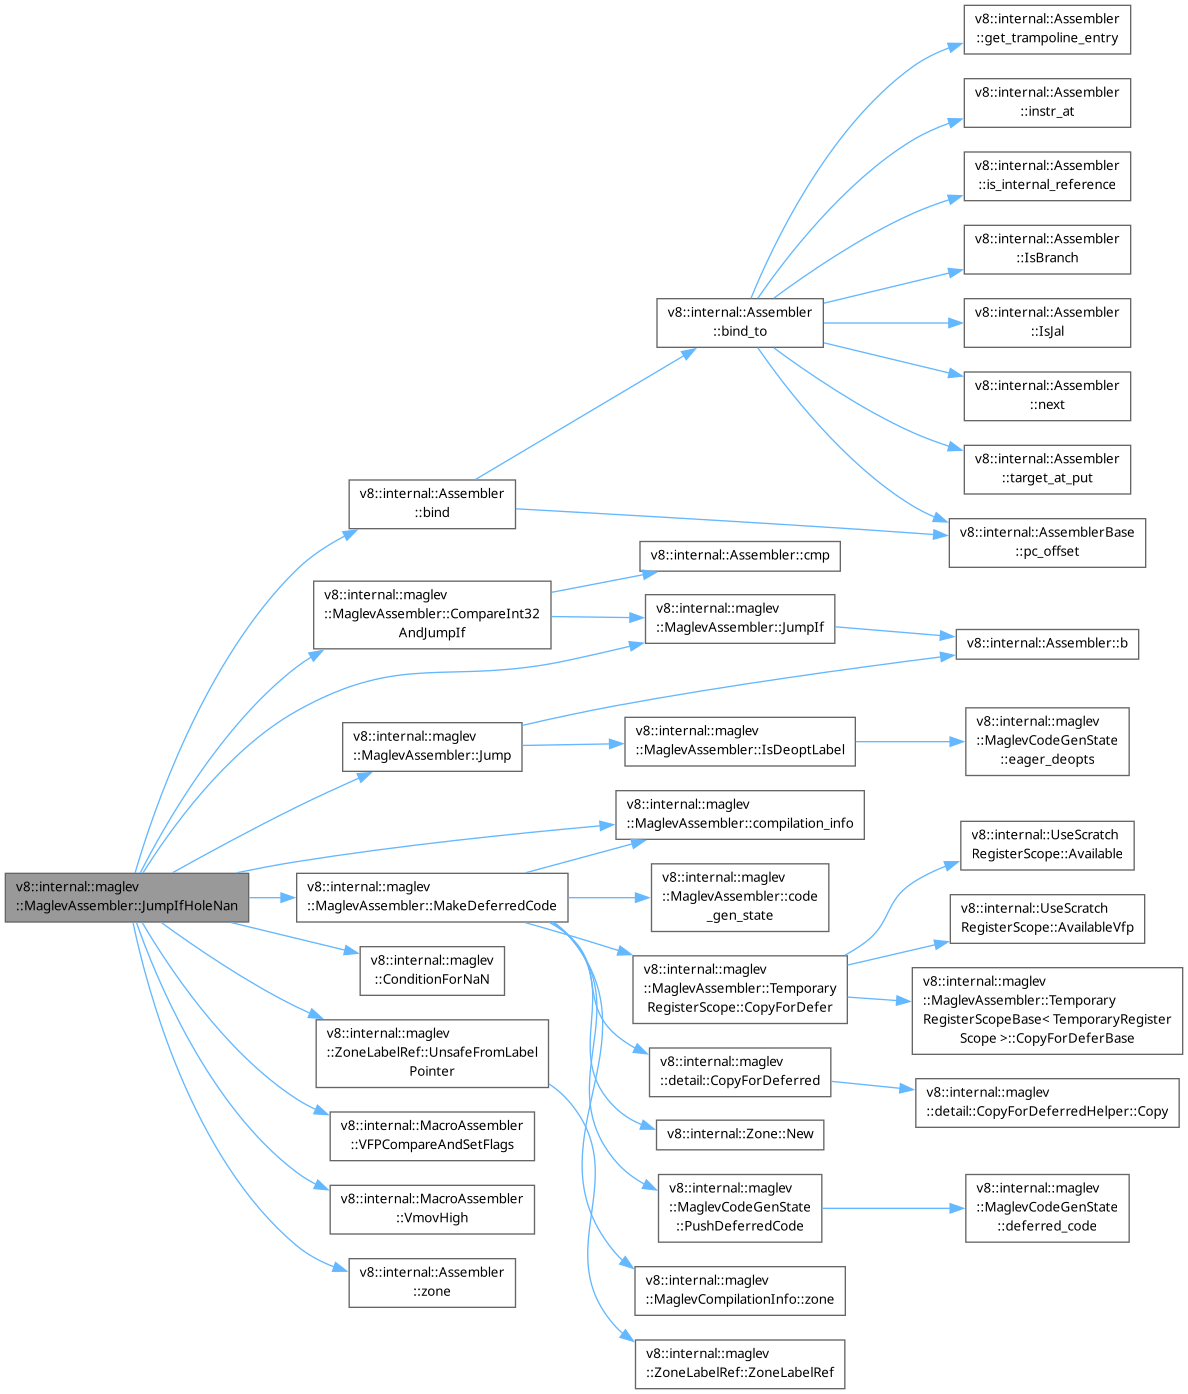 v8::internal::Assembler
::get_trampoline_entry
v8::internal::Assembler
::instr_at
v8::internal::Assembler
::is_internal_reference
v8::internal::Assembler
::IsBranch
v8::internal::Assembler
::bind_to
v8::internal::Assembler
::IsJal
v8::internal::Assembler
::next
v8::internal::Assembler
::target_at_put
v8::internal::Assembler
::bind
v8::internal::AssemblerBase
::pc_offset
v8::internal::Assembler::cmp
v8::internal::maglev
::MaglevAssembler::CompareInt32
AndJumpIf
v8::internal::maglev
::MaglevAssembler::JumpIf
v8::internal::Assembler::b
v8::internal::maglev
::MaglevAssembler::Jump
v8::internal::maglev
::MaglevAssembler::IsDeoptLabel
v8::internal::maglev
::MaglevCodeGenState
::eager_deopts
v8::internal::maglev
::MaglevAssembler::compilation_info
v8::internal::UseScratch
RegisterScope::Available
v8::internal::maglev
::MaglevAssembler::JumpIfHoleNan
v8::internal::maglev
::MaglevAssembler::MakeDeferredCode
v8::internal::maglev
::MaglevAssembler::code
_gen_state
v8::internal::UseScratch
RegisterScope::AvailableVfp
v8::internal::maglev
::ConditionForNaN
v8::internal::maglev
::MaglevAssembler::Temporary
RegisterScope::CopyForDefer
v8::internal::maglev
::MaglevAssembler::Temporary
RegisterScopeBase< TemporaryRegister
Scope >::CopyForDeferBase
v8::internal::maglev
::ZoneLabelRef::UnsafeFromLabel
Pointer
v8::internal::maglev
::detail::CopyForDeferred
v8::internal::maglev
::detail::CopyForDeferredHelper::Copy
v8::internal::MacroAssembler
::VFPCompareAndSetFlags
v8::internal::Zone::New
v8::internal::MacroAssembler
::VmovHigh
v8::internal::maglev
::MaglevCodeGenState
::PushDeferredCode
v8::internal::maglev
::MaglevCodeGenState
::deferred_code
v8::internal::Assembler
::zone
v8::internal::maglev
::MaglevCompilationInfo::zone
v8::internal::maglev
::ZoneLabelRef::ZoneLabelRef